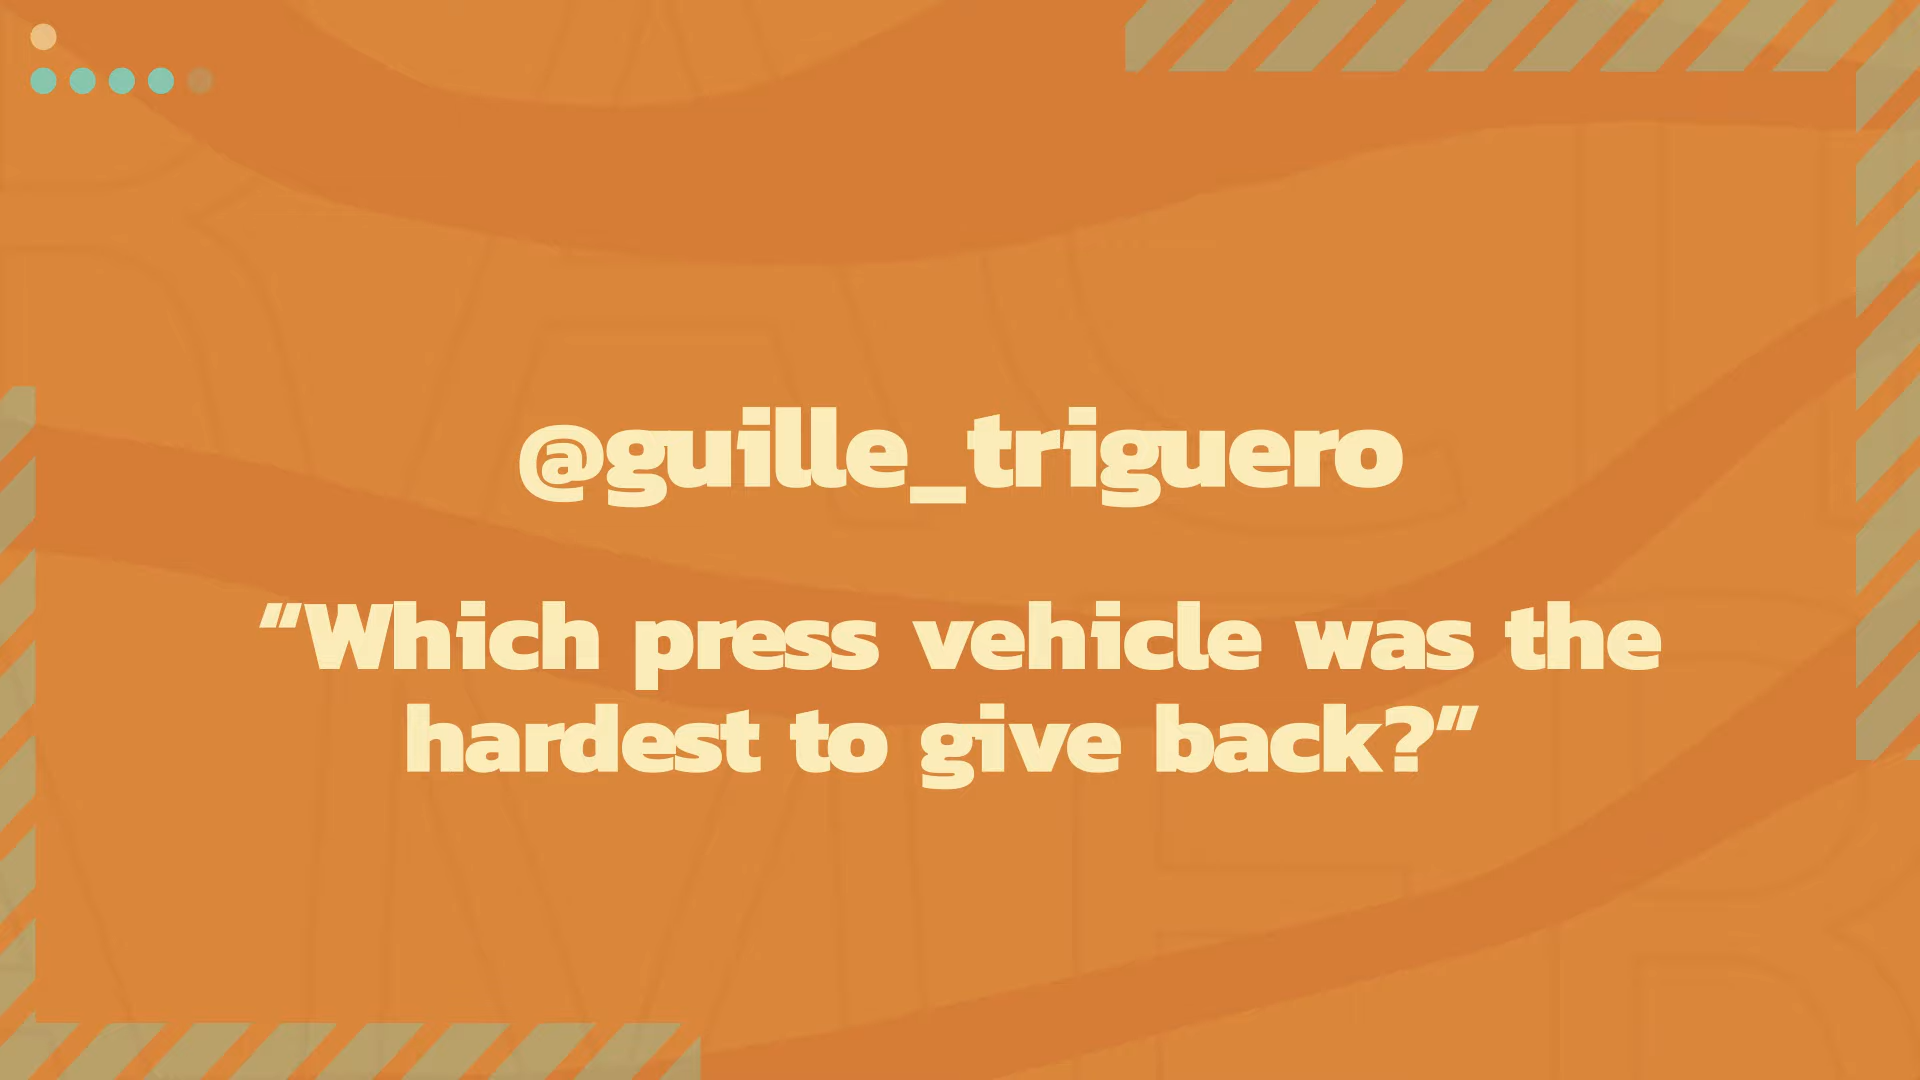 @guille_triguero
"Which press vehicle was the
hardest to give back?"